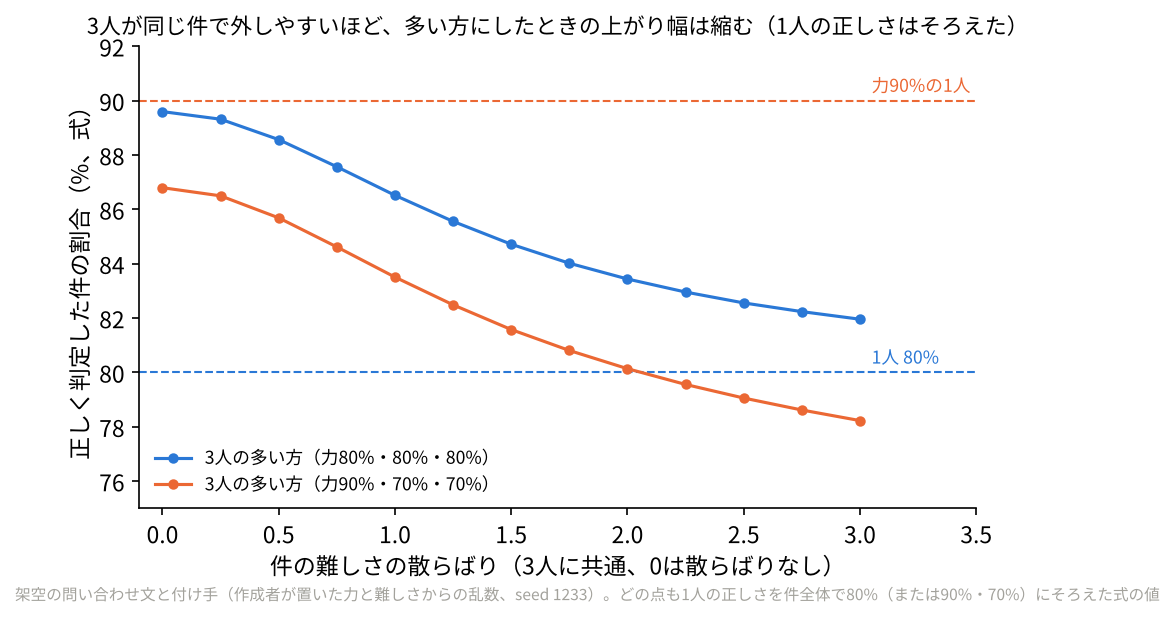 3人が同じ件で外しやすいほど、多い方にしたときの上がり幅は縮む（1人の正しさはそろえた）
正しく判定した件の割合（%、式）
92
90
88
86
84
82
80
78
76
力90%の1人
1人 80%
3人の多い方（力80%・80%・80%）
3人の多い方（力90%・70%・70%）
0.0 0.5 1.0 1.5 2.0 2.5 3.0 3.5
件の難しさの散らばり（3人に共通、0は散らばりなし）
架空の問い合わせ文と付け手（作成者が置いた力と難しさからの乱数、seed 1233）。どの点も1人の正しさを件全体で80%（または90%・70%）にそろえた式の値